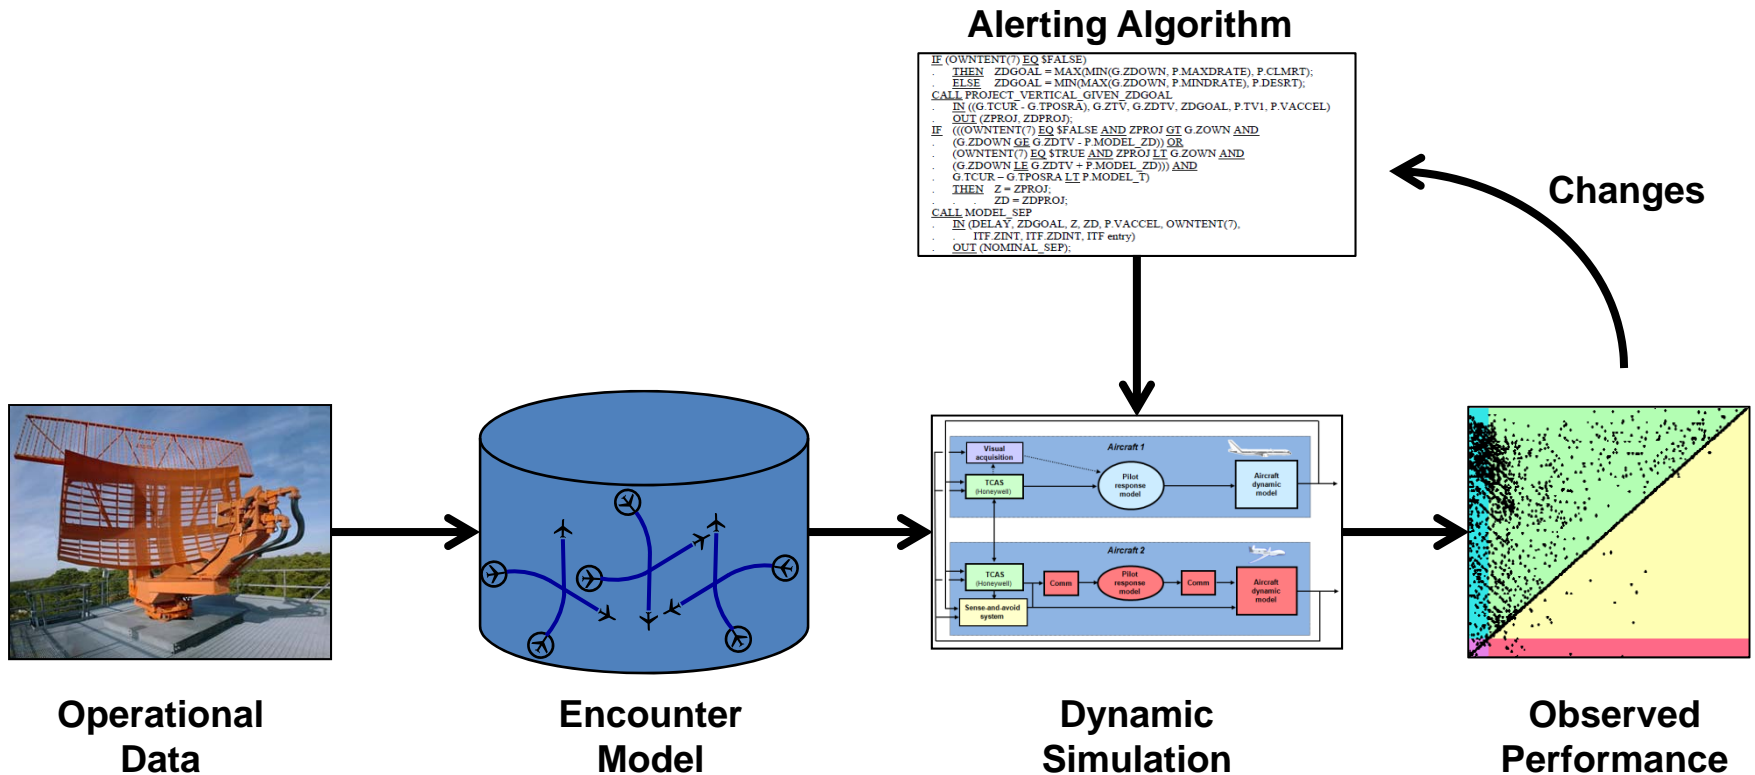 Alerting Algorithm
IF (OWNTENT(7) EQ $FALSE)
. THEN ZDGOAL = MAX(MIN(G.ZDOWN, P.MAXDRATE), P.CLMRT);
. ELSE ZDGOAL = MIN(MAX(G.ZDOWN, P.MINDRATE), P.DESRT);
CALL PROJECT_VERTICAL_GIVEN_ZDGOAL
. IN ((G.TCUR - G.TPOSRA), G.ZTV, G.ZDTV, ZDGOAL, P.TV1, P.VACCEL)
. OUT (ZPROJ, ZDPROJ);
IF (((OWNTENT(7) EQ $FALSE AND ZPROJ GT G.ZOWN AND
. (G.ZDOWN GE G.ZDTV - P.MODEL_ZD)) OR
. (OWNTENT(7) EQ $TRUE AND ZPROJ LT G.ZOWN AND
. (G.ZDOWN LE G.ZDTV + P.MODEL_ZD))) AND
. G.TCUR – G.TPOSRA LT P.MODEL_T)
. THEN Z = ZPROJ;
. . . ZD = ZDPROJ;
CALL MODEL_SEP
. IN (DELAY, ZDGOAL, Z, ZD, P.VACCEL, OWNTENT(7),
. . ITF.ZINT, ITF.ZDINT, ITF entry)
. OUT (NOMINAL_SEP);
Changes
Aircraft 1
Visual
acquisition
TCAS
(Honeywell)
Pilot
response
model
Aircraft
dynamic
model
Aircraft 2
TCAS
(Honeywell)
Comm
Pilot
response
model
Comm
Aircraft
dynamic
model
Sense-and-avoid
system
Operational
Data
Encounter
Model
Dynamic
Simulation
Observed
Performance